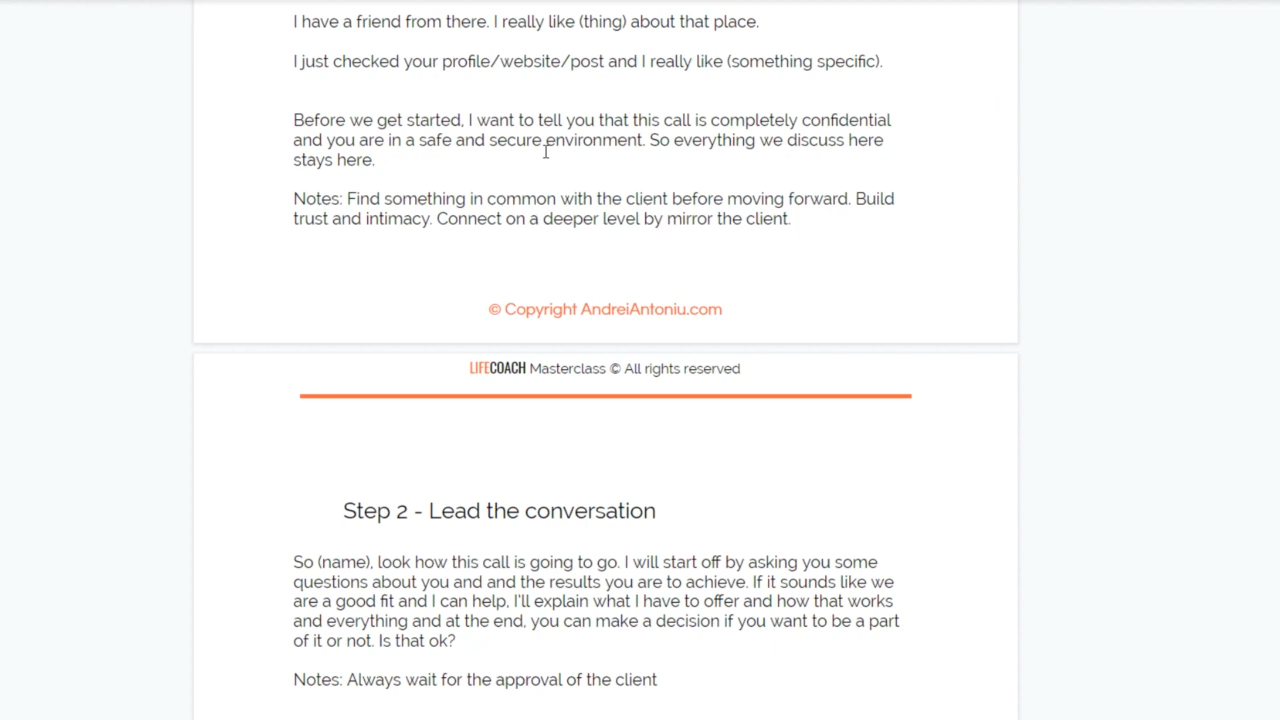 I have a friend from there. I really like (thing) about that place.
I just checked your profile/website/post and I really like (something specific).
Before we get started, I want to tell you that this call is completely confidential
and you are in a safe and secure environment. So everything we discuss here
stays here.
Notes: Find something in common with the client before moving forward. Build
trust and intimacy. Connect on a deeper level by mirror the client.
© Copyright AndreiAntoniu.com
LIFECOACH Masterclass © All rights reserved
Step 2 - Lead the conversation
So (name), look how this call is going to go. I will start off by asking you some
questions about you and and the results you are to achieve. If it sounds like we
are a good fit and I can help, I'll explain what I have to offer and how that works
and everything and at the end, you can make a decision if you want to be a part
of it or not. Is that ok?
Notes: Always wait for the approval of the client